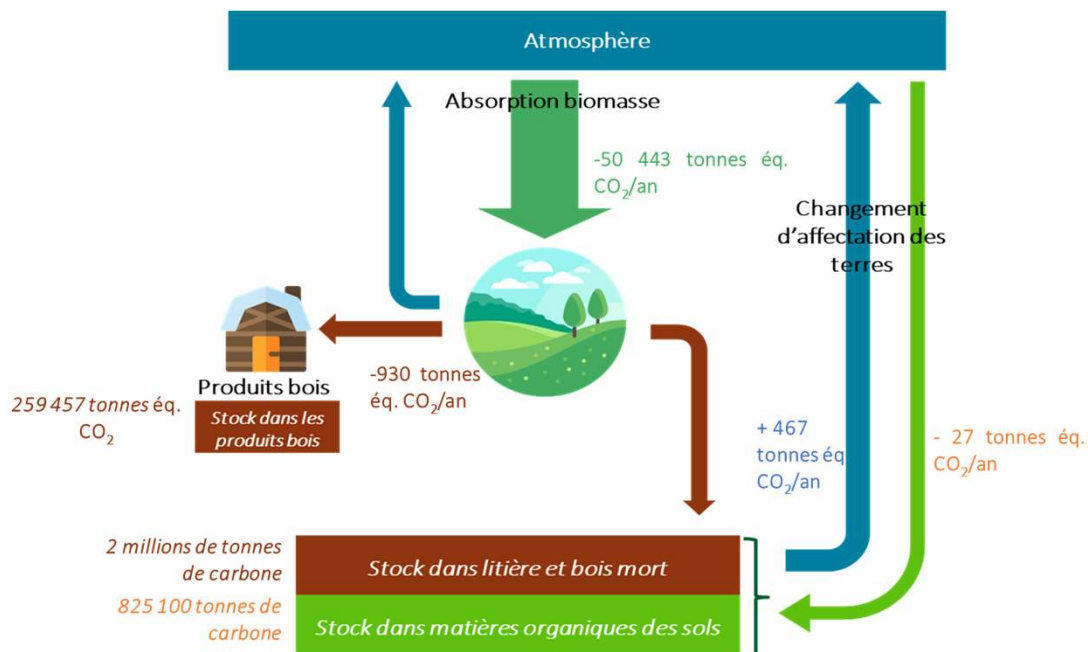 Atmosphère
Absorption biomasse
-50 443 tonnes éq.
CO₂/an
Changement
d’affectation des
terres
Produits bois
-930 tonnes
éq. CO₂/an
259 457 tonnes éq.
CO₂
Stock dans les
produits bois
+ 467
tonnes éq
CO₂/an
- 27 tonnes éq.
CO₂/an
2 millions de tonnes
de carbone
Stock dans litière et bois mort
825 100 tonnes de
carbone
Stock dans matières organiques des sols